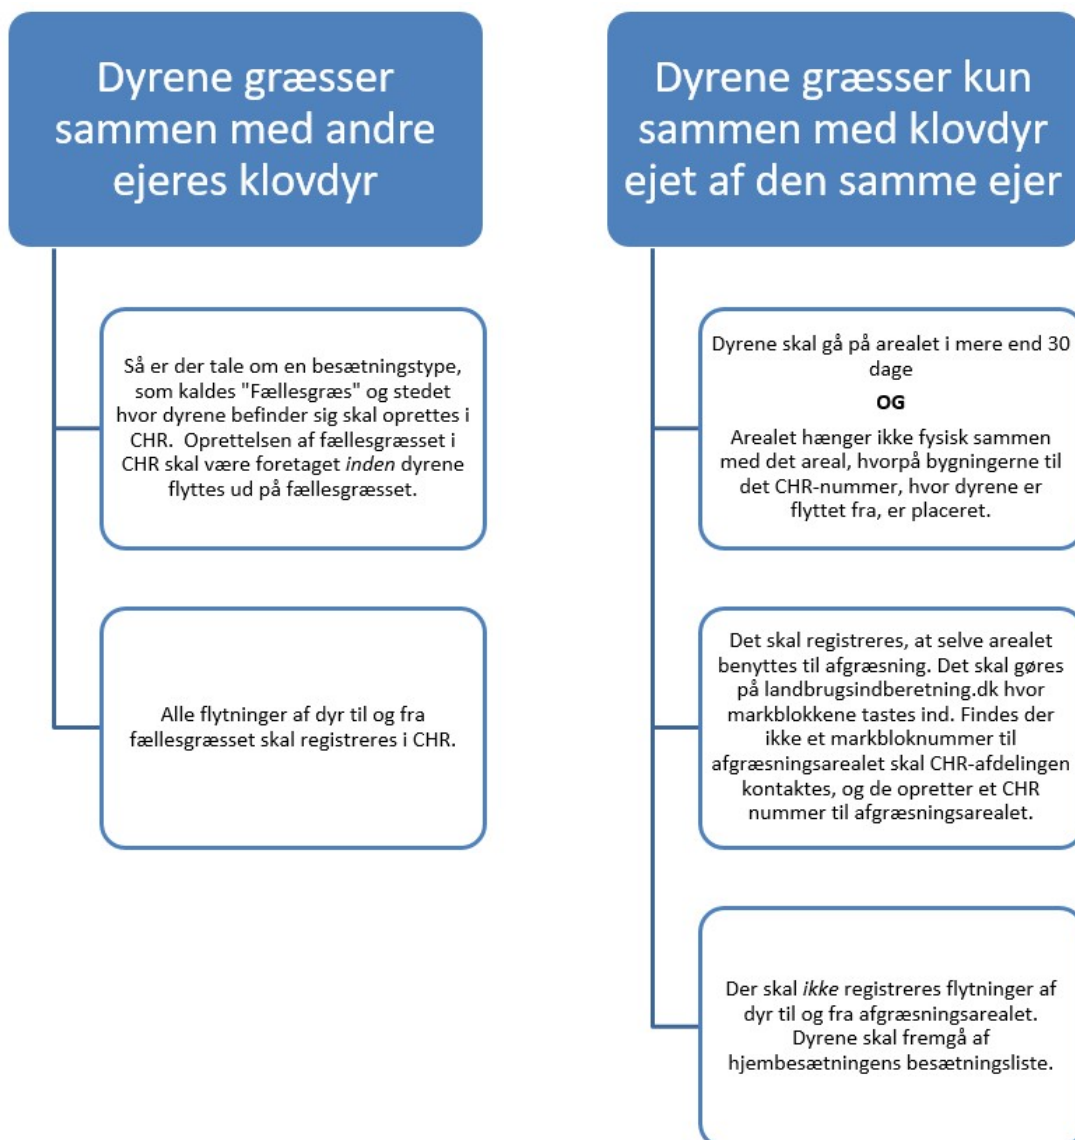 Dyrene græsser
sammen med andre
ejeres klovdyr
Så er der tale om en besætningstype,
som kaldes "Fællesgræs" og stedet
hvor dyrene befinder sig skal oprettes i
CHR.  Oprettelsen af fællesgræsset i
CHR skal være foretaget inden dyrene
flyttes ud på fællesgræsset.
Alle flytninger af dyr til og fra
fællesgræsset skal registreres i CHR.
Dyrene græsser kun
sammen med klovdyr
ejet af den samme ejer
Dyrene skal gå på arealet i mere end 30
dage
OG
Arealet hænger ikke fysisk sammen
med det areal, hvorpå bygningerne til
det CHR-nummer, hvor dyrene er
flyttet fra, er placeret.
Det skal registreres, at selve arealet
benyttes til afgræsning. Det skal gøres
på landbrugsindberetning.dk hvor
markblokkene tastes ind. Findes der
ikke et markbloknummer til
afgræsningsarealet skal CHR-afdelingen
kontaktes, og de opretter et CHR
nummer til afgræsningsarealet.
Der skal ikke registreres flytninger af
dyr til og fra afgræsningsarealet.
Dyrene skal fremgå af
hjembesætningens besætningsliste.